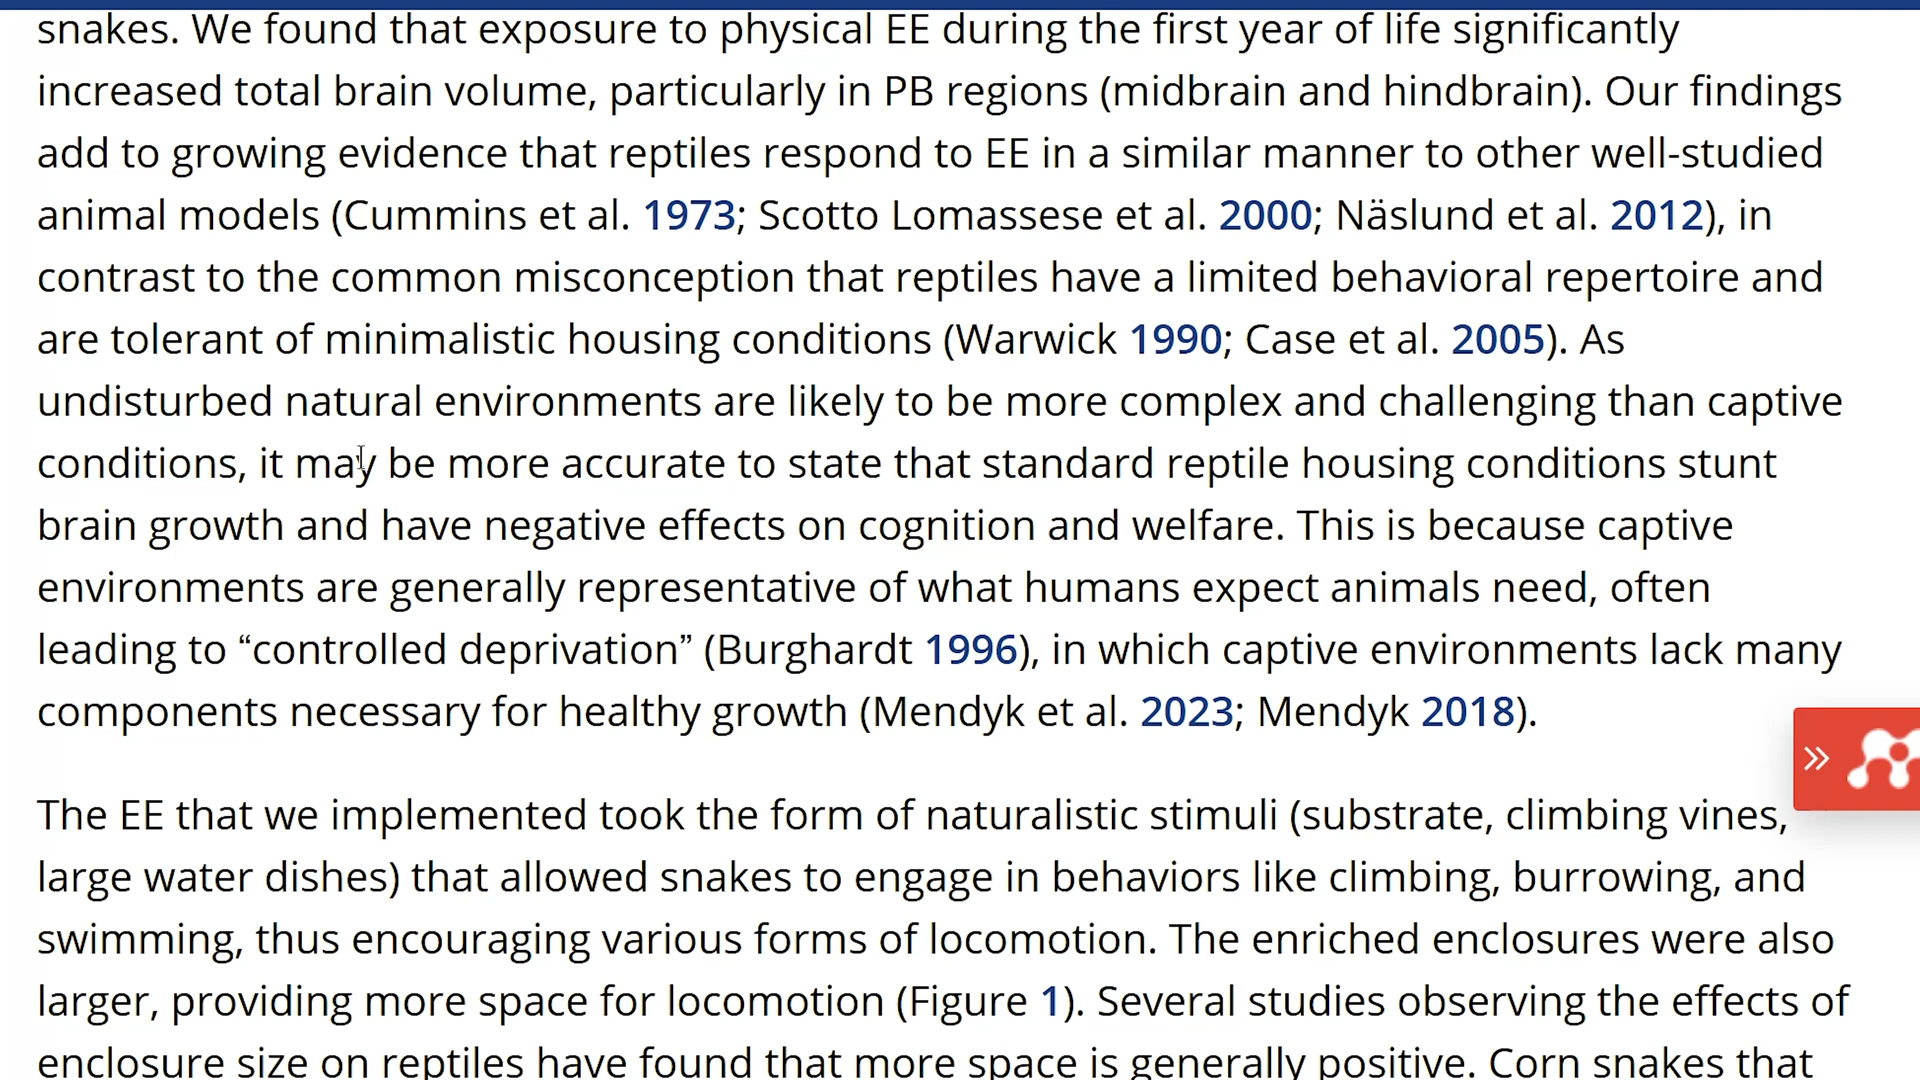 snakes. We found that exposure to physical EE during the first year of life significantly
increased total brain volume, particularly in PB regions (midbrain and hindbrain). Our findings
add to growing evidence that reptiles respond to EE in a similar manner to other well-studied
animal models (Cummins et al. 1973; Scotto Lomassese et al. 2000; Näslund et al. 2012), in
contrast to the common misconception that reptiles have a limited behavioral repertoire and
are tolerant of minimalistic housing conditions (Warwick 1990; Case et al. 2005). As
undisturbed natural environments are likely to be more complex and challenging than captive
conditions, it may be more accurate to state that standard reptile housing conditions stunt
brain growth and have negative effects on cognition and welfare. This is because captive
environments are generally representative of what humans expect animals need, often
leading to “controlled deprivation” (Burghardt 1996), in which captive environments lack many
components necessary for healthy growth (Mendyk et al. 2023; Mendyk 2018).
The EE that we implemented took the form of naturalistic stimuli (substrate, climbing vines,
large water dishes) that allowed snakes to engage in behaviors like climbing, burrowing, and
swimming, thus encouraging various forms of locomotion. The enriched enclosures were also
larger, providing more space for locomotion (Figure 1). Several studies observing the effects of
enclosure size on reptiles have found that more space is generally positive. Corn snakes that